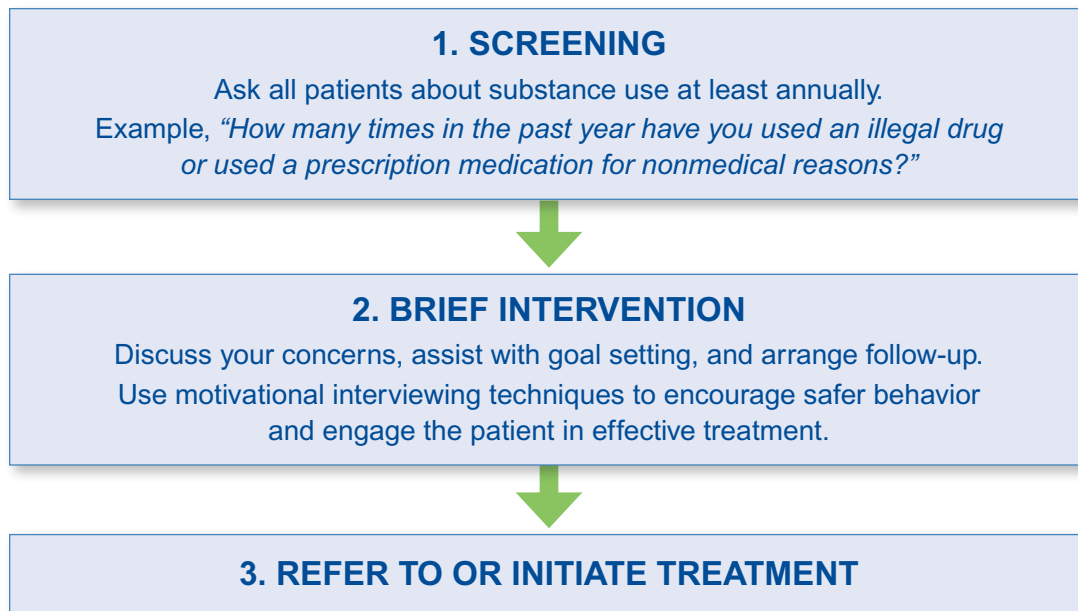 1. SCREENING
Ask all patients about substance use at least annually.
Example, “How many times in the past year have you used an illegal drug
or used a prescription medication for nonmedical reasons?”
2. BRIEF INTERVENTION
Discuss your concerns, assist with goal setting, and arrange follow-up.
Use motivational interviewing techniques to encourage safer behavior
and engage the patient in effective treatment.
3. REFER TO OR INITIATE TREATMENT